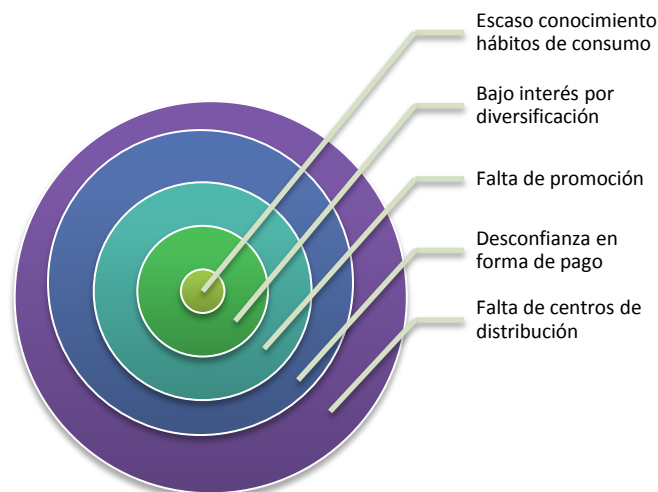 Escaso conocimiento
hábitos de consumo
Bajo interés por
diversificación
Falta de promoción
Desconfianza en
forma de pago
Falta de centros de
distribución